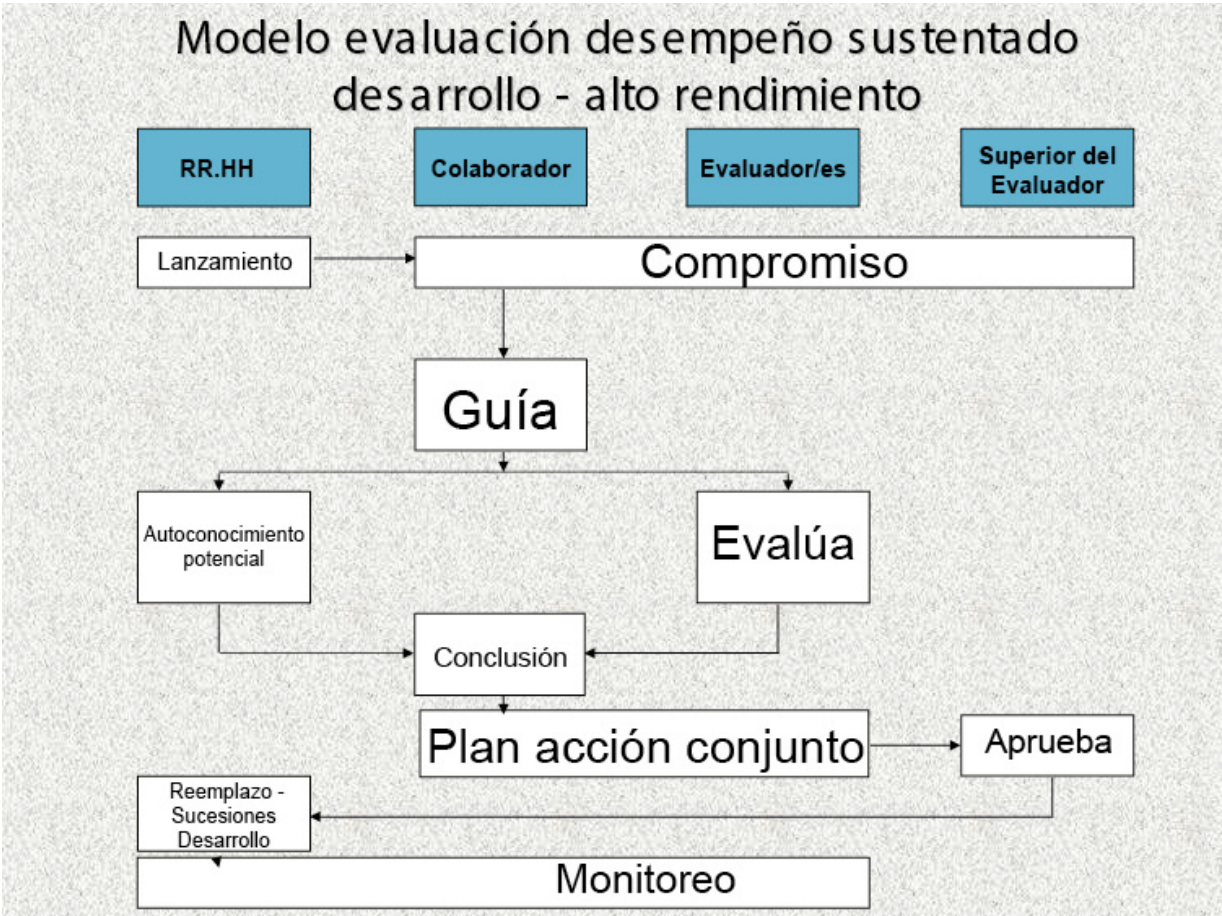 Modelo evaluación desempeño sustentado
desarrollo - alto rendimiento
RR.HH
Colaborador
Evaluador/es
Superior del
Evaluador
Lanzamiento
Compromiso
Guía
Autoconocimiento
potencial
Evalúa
Conclusión
Plan acción conjunto
Aprueba
Reemplazo -
Sucesiones
Desarrollo
Monitoreo